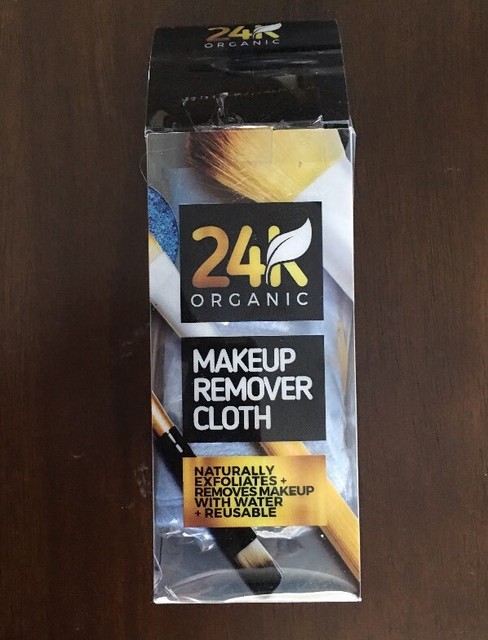 24K
ORGANIC
24K
ORGANIC
MAKEUP
REMOVER
CLOTH
NATURALLY
EXFOLIATES +
REMOVES MAKEUP
WITH WATER
+ REUSABLE